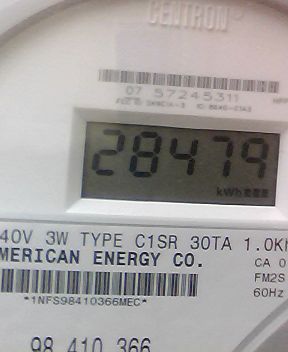 CENTRON
07 57245311
28479
kWh
40V 3W TYPE C1SR 30TA 1.0Kh
MERICAN ENERGY CO.
CA 0
FM2S
*1NFS98410366MEC*
60Hz
98 410 366